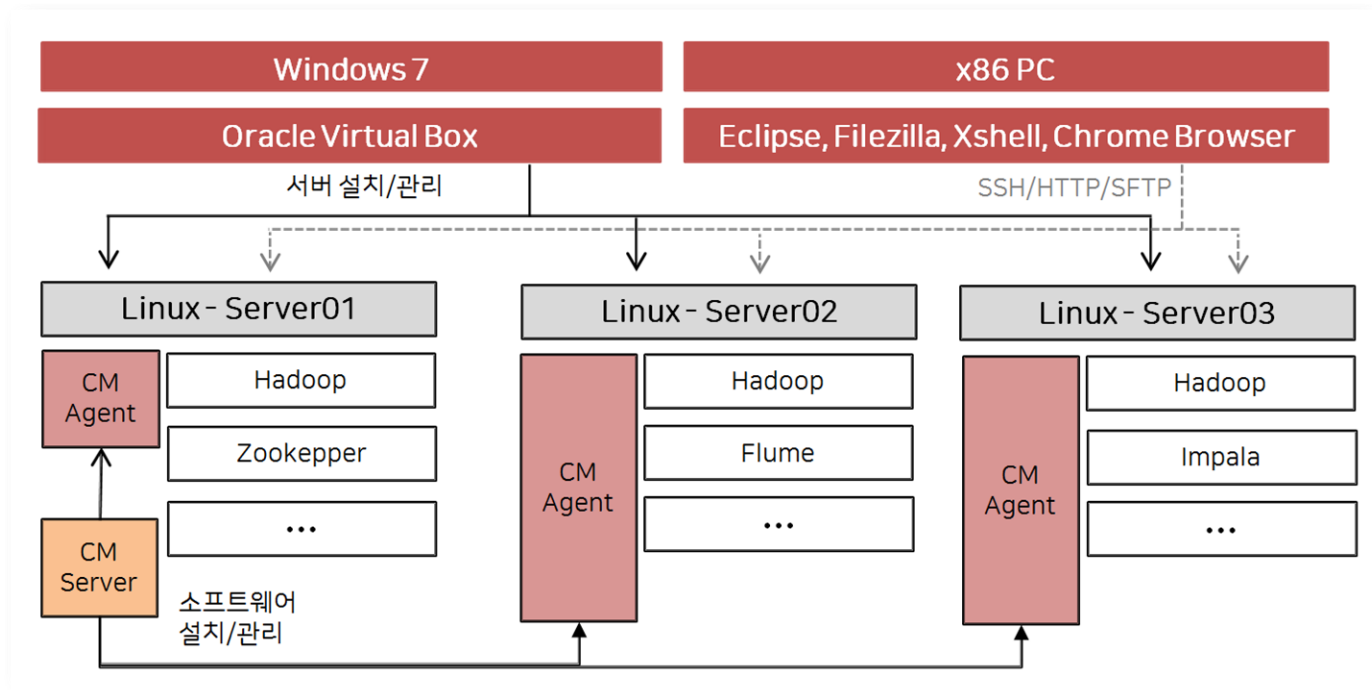 Windows 7
x86 PC
Oracle Virtual Box
Eclipse, Filezilla, Xshell, Chrome Browser
서버 설치/관리
SSH/HTTP/SFTP
Linux - Server01
Linux - Server02
Linux - Server03
CM
Agent
Hadoop
Zookepper
...
CM
Server
소프트웨어
설치/관리
CM
Agent
Hadoop
Flume
...
CM
Agent
Hadoop
Impala
...